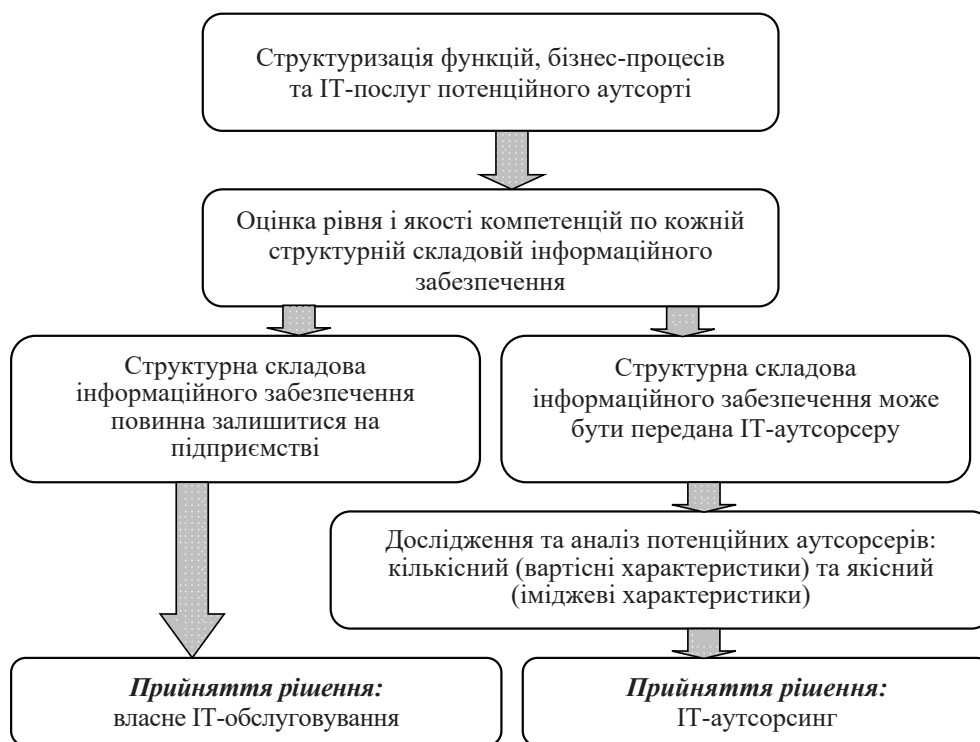 Структуризація функцій, бізнес-процесів
та ІТ-послуг потенційного аутсорті
Оцінка рівня і якості компетенцій по кожній
структурній складовій інформаційного
забезпечення
Структурна складова
інформаційного забезпечення
повинна залишитися на
підприємстві
Структурна складова
інформаційного забезпечення може
бути передана ІТ-аутсорсеру
Дослідження та аналіз потенційних аутсорсерів:
кількісний (вартісні характеристики) та якісний
(іміджеві характеристики)
Прийняття рішення:
власне ІТ-обслуговування
Прийняття рішення:
ІТ-аутсорсинг